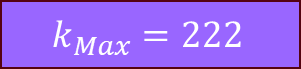 k_Max = 222